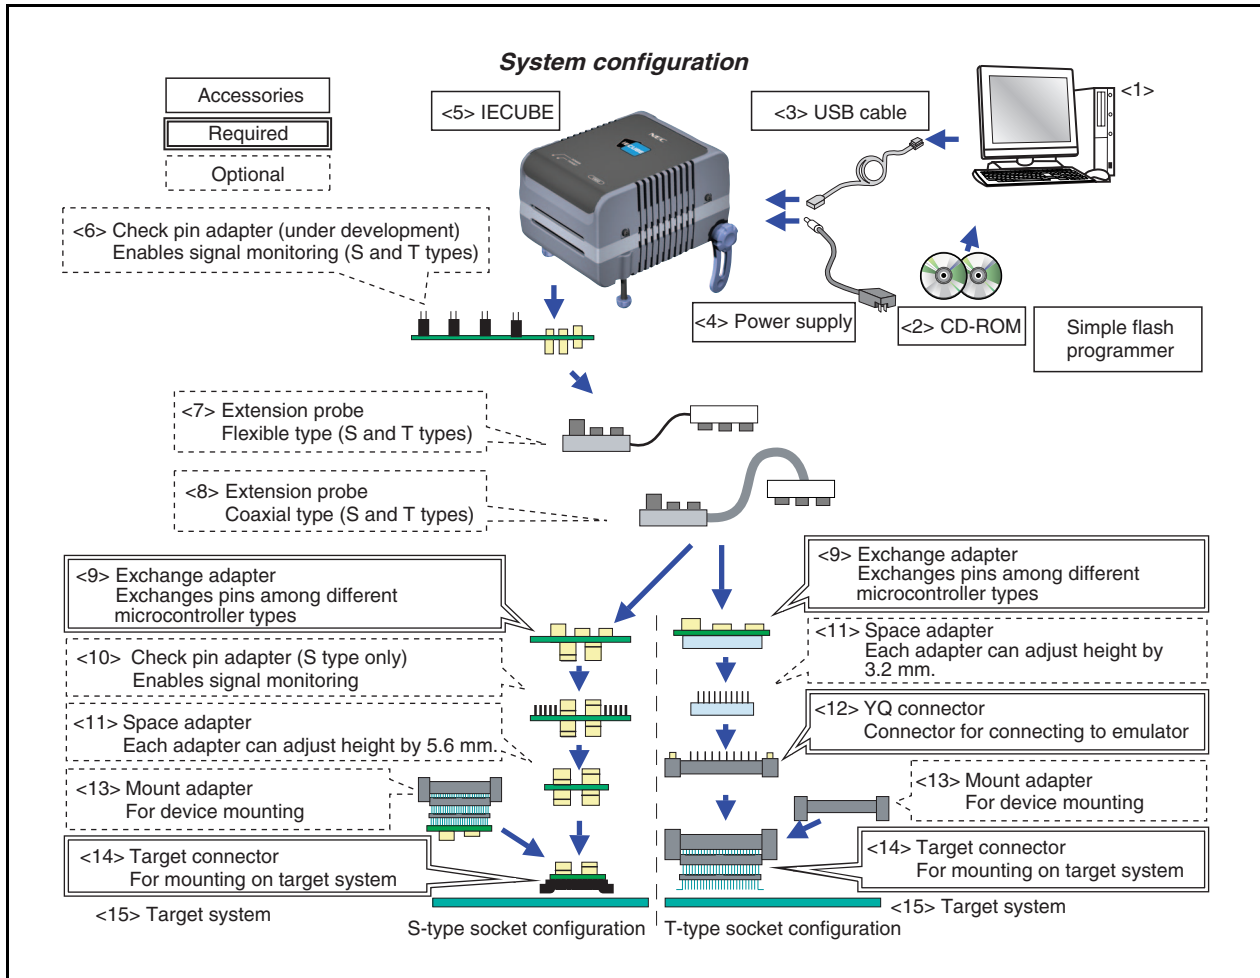 System configuration
Accessories
Required
Optional
<5> IECUBE
NEC
<3> USB cable
<1>
<6> Check pin adapter (under development)
Enables signal monitoring (S and T types)
<4> Power supply
<2> CD-ROM
Simple flash
programmer
<7> Extension probe
Flexible type (S and T types)
<8> Extension probe
Coaxial type (S and T types)
<9> Exchange adapter
Exchanges pins among different
microcontroller types
<10> Check pin adapter (S type only)
Enables signal monitoring
<11> Space adapter
Each adapter can adjust height by 5.6 mm.
<13> Mount adapter
For device mounting
<14> Target connector
For mounting on target system
<15> Target system
S-type socket configuration
<9> Exchange adapter
Exchanges pins among different
microcontroller types
<11> Space adapter
Each adapter can adjust height by
3.2 mm.
<12> YQ connector
Connector for connecting to emulator
<13> Mount adapter
For device mounting
<14> Target connector
For mounting on target system
<15> Target system
T-type socket configuration